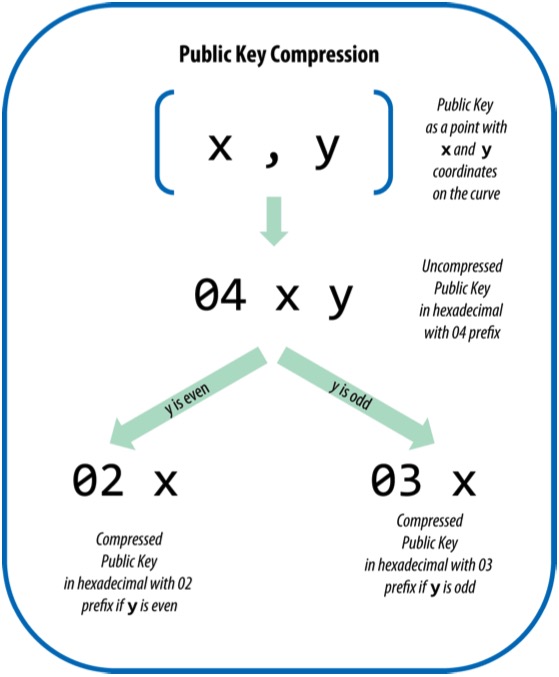 Public Key Compression
[ x , y ]
Public Key
as a point with
x and y
coordinates
on the curve
04 x y
Uncompressed
Public Key
in hexadecimal
with 04 prefix
y is even
y is odd
02 x
03 x
Compressed
Public Key
in hexadecimal with 02
prefix if y is even
Compressed
Public Key
in hexadecimal with 03
prefix if y is odd